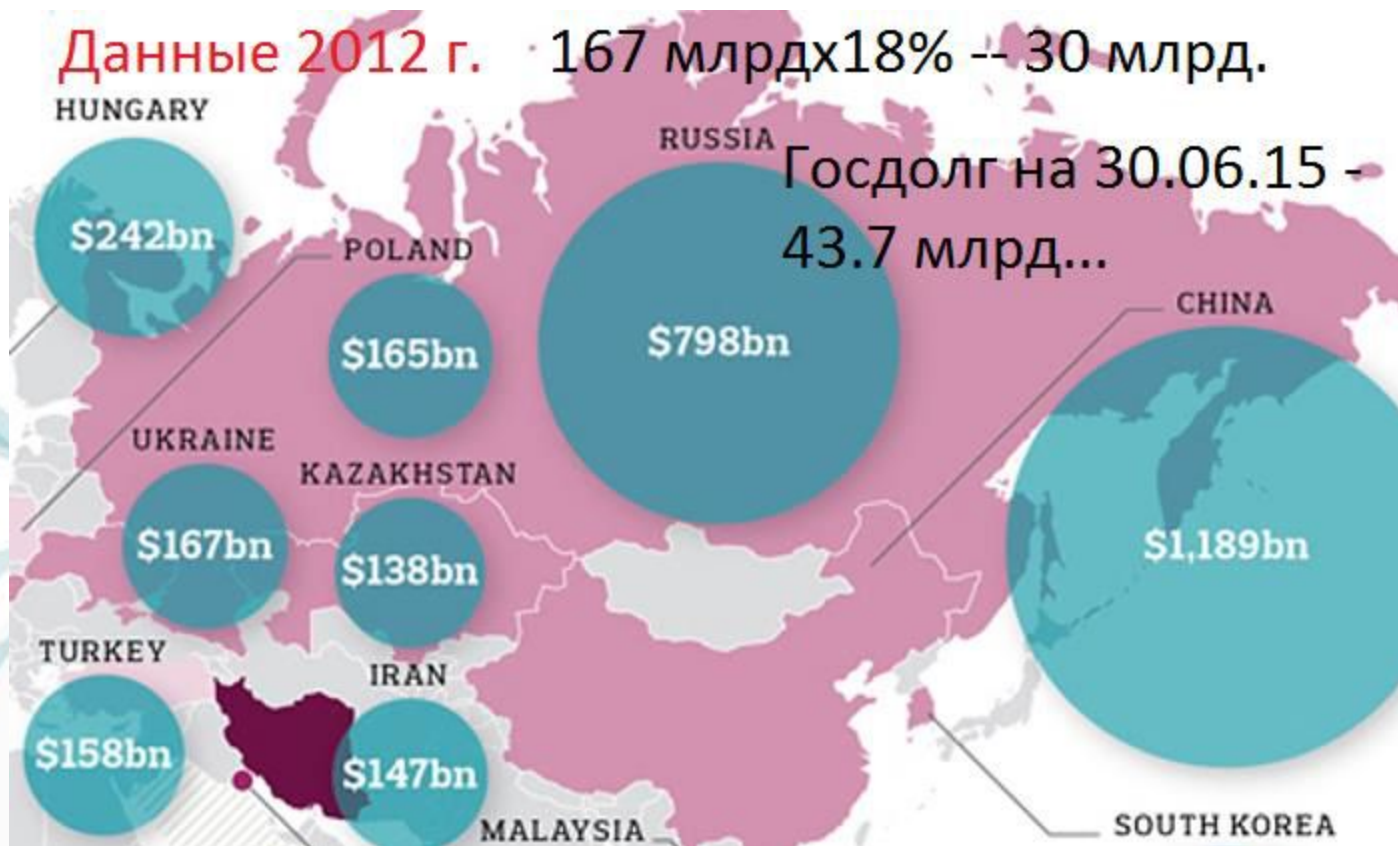 Данные 2012 г. 167 млрдх18% -- 30 млрд.
HUNGARY
$242bn
RUSSIA
Госдолг на 30.06.15 -
43.7 млрд...
$798bn
POLAND
$165bn
CHINA
$1,189bn
UKRAINE
$167bn
KAZAKHSTAN
$138bn
TURKEY
$158bn
IRAN
$147bn
MALAYSIA
SOUTH KOREA